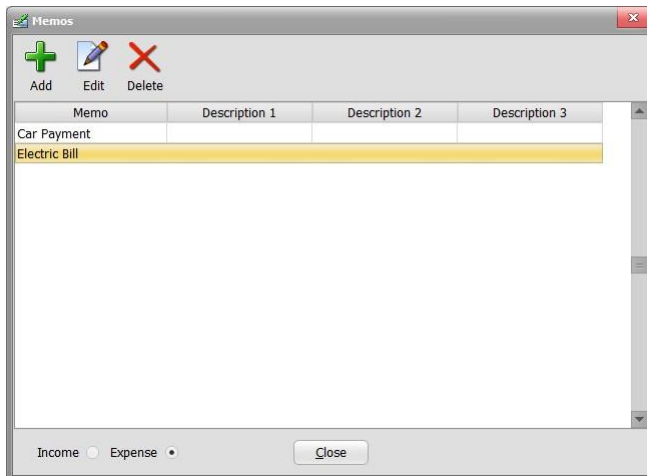 Memos
Add Edit Delete
Memo Description 1 Description 2 Description 3
Car Payment
Electric Bill
Income Expense Close